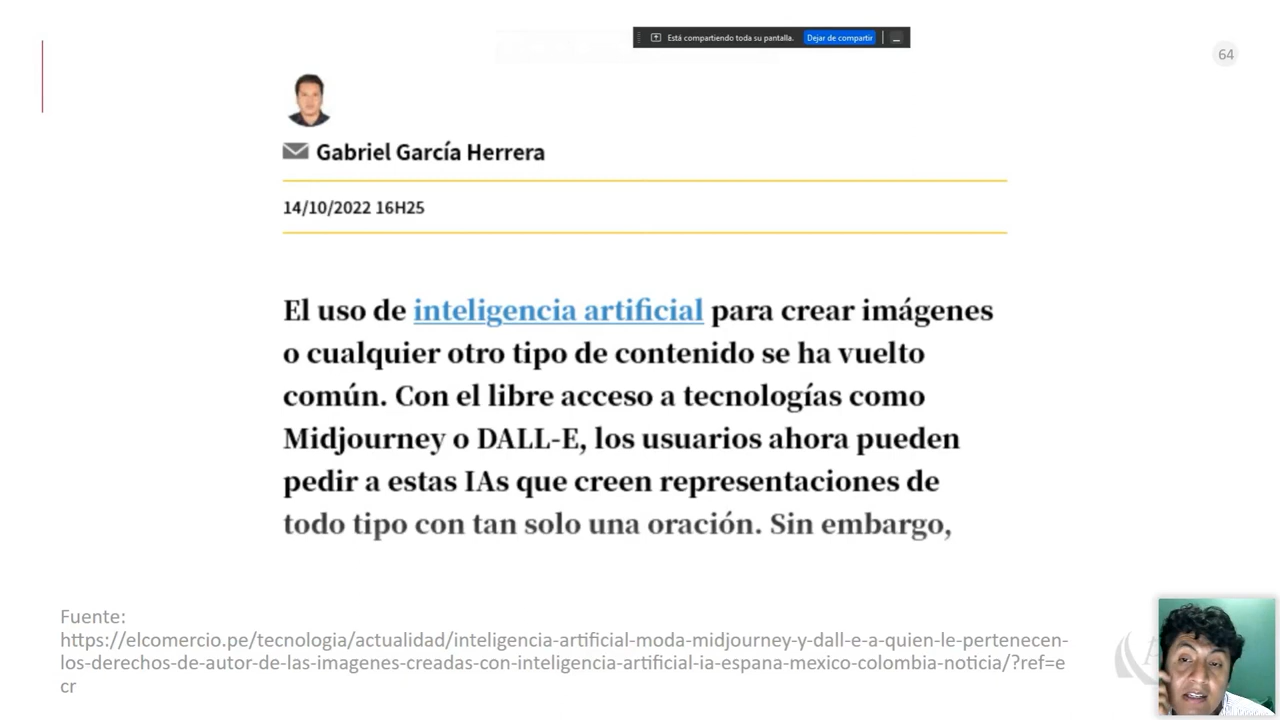 Está compartiendo toda su pantalla. Dejar de compartir
64
Gabriel García Herrera
14/10/2022 16H25
El uso de inteligencia artificial para crear imágenes
o cualquier otro tipo de contenido se ha vuelto
común. Con el libre acceso a tecnologías como
Midjourney o DALL-E, los usuarios ahora pueden
pedir a estas IAs que creen representaciones de
todo tipo con tan solo una oración. Sin embargo,
Fuente:
https://elcomercio.pe/tecnologia/actualidad/inteligencia-artificial-moda-midjourney-y-dall-e-a-quien-le-pertenecen-
los-derechos-de-autor-de-las-imagenes-creadas-con-inteligencia-artificial-ia-espana-mexico-colombia-noticia/?ref=e
cr